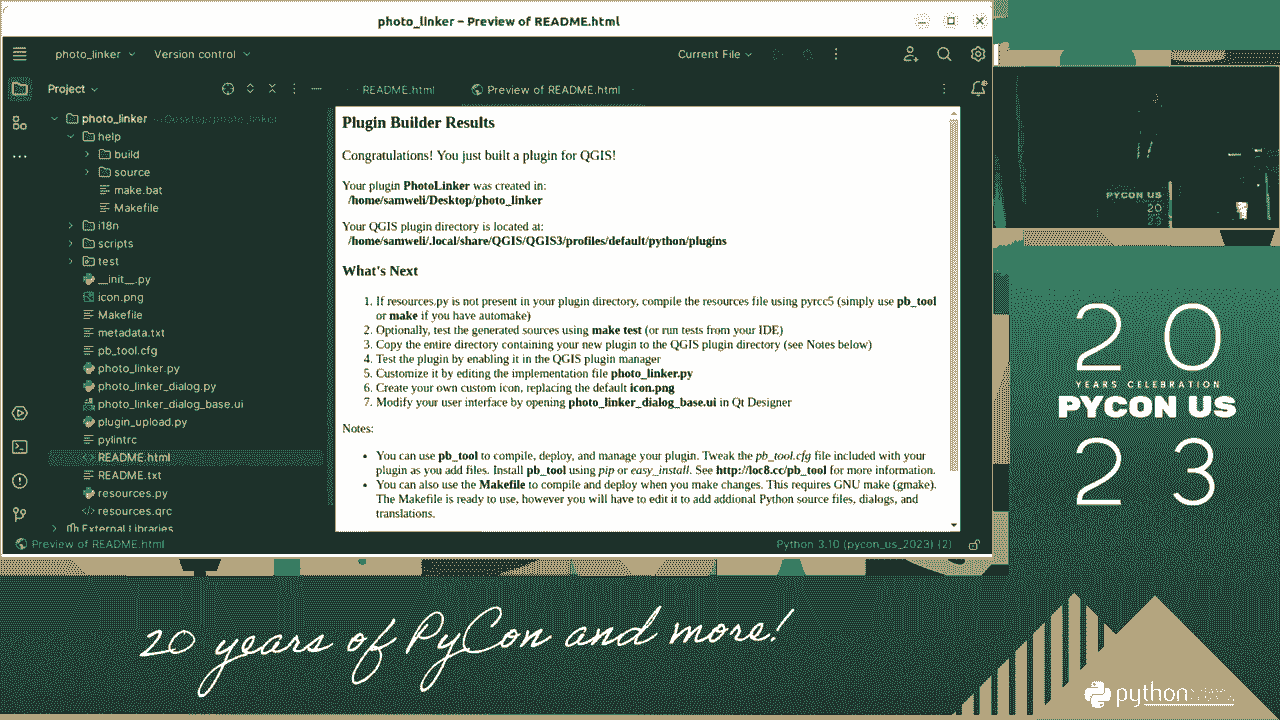 photo_linker – Preview of README.html
photo_linker
Version control
Current File
Project
README.html
Preview of README.html
photo_linker ~/Desktop/photo_linker
help
build
source
make.bat
Makefile
i18n
scripts
test
__init__.py
icon.png
Makefile
metadata.txt
pb_tool.cfg
photo_linker.py
photo_linker_dialog.py
photo_linker_dialog_base.ui
plugin_upload.py
pylintrc
README.html
README.txt
resources.py
resources.qrc
External Libraries
Plugin Builder Results
Congratulations! You just built a plugin for QGIS!
Your plugin PhotoLinker was created in:
/home/samweli/Desktop/photo_linker
Your QGIS plugin directory is located at:
/home/samweli/.local/share/QGIS/QGIS3/profiles/default/python/plugins
What's Next
1. If resources.py is not present in your plugin directory, compile the resources file using pyrcc5 (simply use pb_tool
or make if you have automake)
2. Optionally, test the generated sources using make test (or run tests from your IDE)
3. Copy the entire directory containing your new plugin to the QGIS plugin directory (see Notes below)
4. Test the plugin by enabling it in the QGIS plugin manager
5. Customize it by editing the implementation file photo_linker.py
6. Create your own custom icon, replacing the default icon.png
7. Modify your user interface by opening photo_linker_dialog_base.ui in Qt Designer
Notes:
• You can use pb_tool to compile, deploy, and manage your plugin. Tweak the pb_tool.cfg file included with your
plugin as you add files. Install pb_tool using pip or easy_install. See http://loc8.cc/pb_tool for more information.
• You can also use the Makefile to compile and deploy when you make changes. This requires GNU make (gmake).
The Makefile is ready to use, however you will have to edit it to add addional Python source files, dialogs, and
translations.
Preview of README.html
Python 3.10 (pycon_us_2023) (2)
PYCON US
20
23
20
YEARS CELEBRATION
PYCON US
23
20 years of PyCon and more!
python